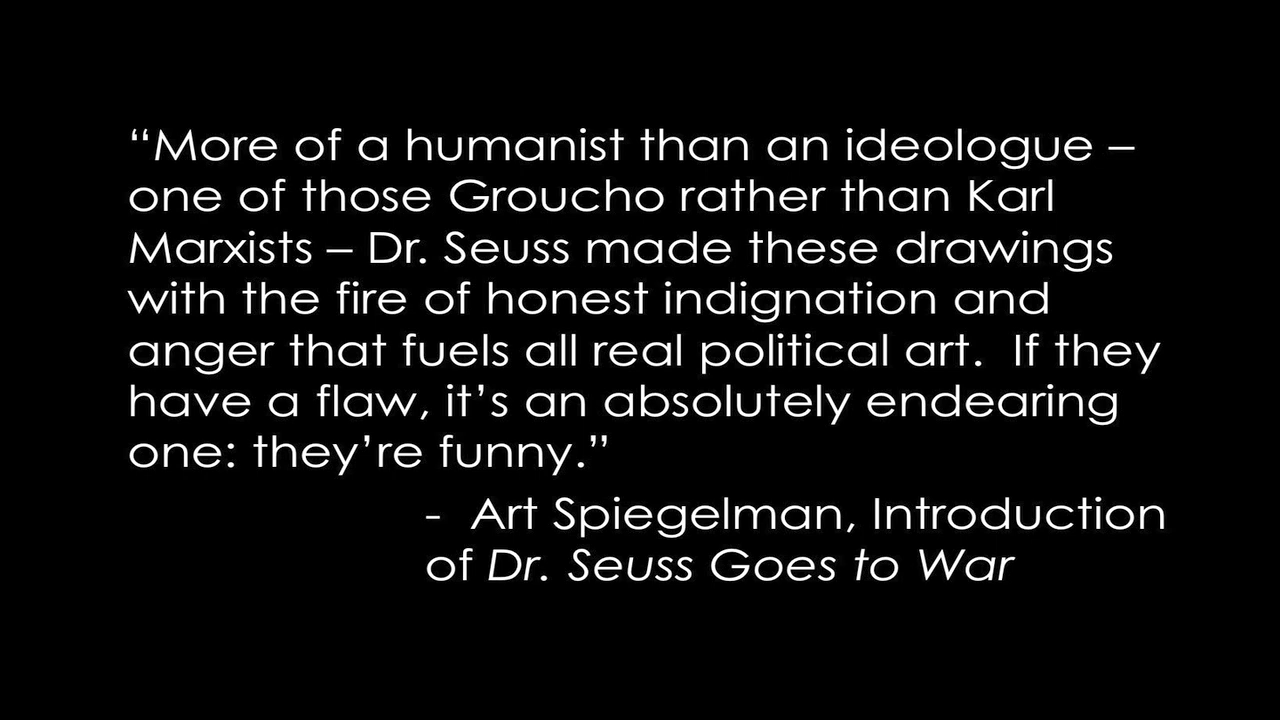 “More of a humanist than an ideologue –
one of those Groucho rather than Karl
Marxists – Dr. Seuss made these drawings
with the fire of honest indignation and
anger that fuels all real political art.  If they
have a flaw, it’s an absolutely endearing
one: they’re funny.”
-  Art Spiegelman, Introduction
of Dr. Seuss Goes to War